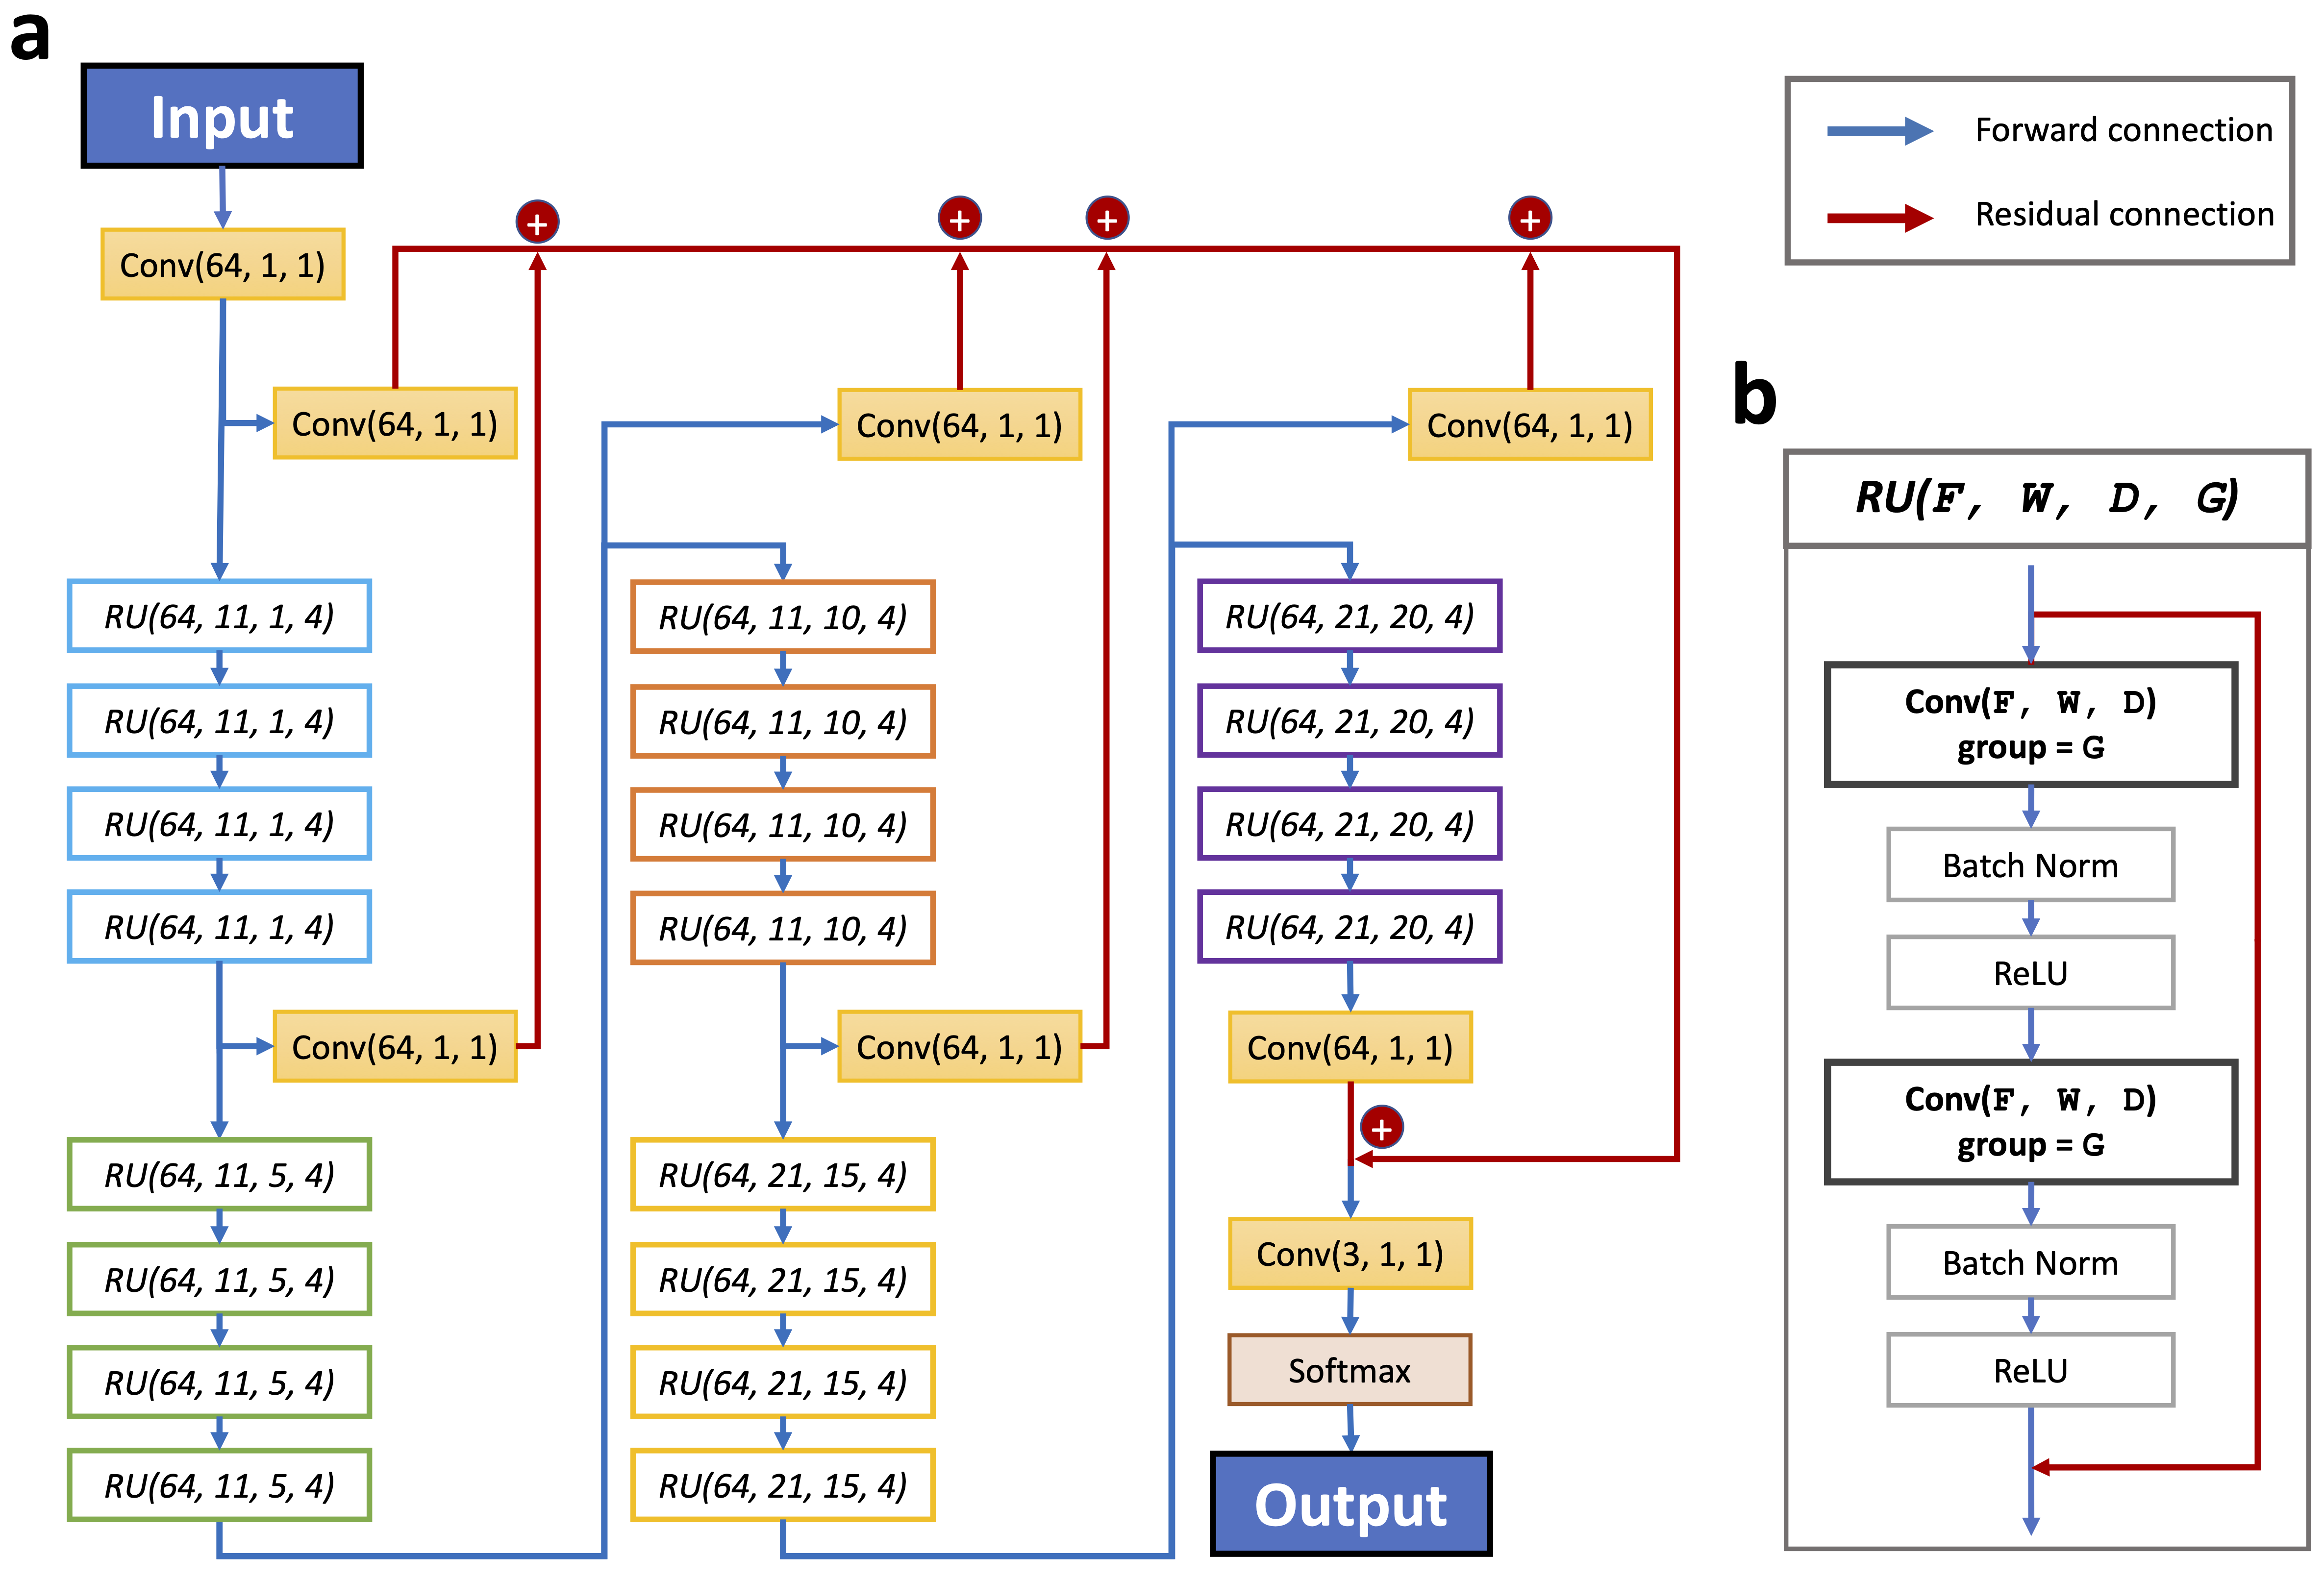 a
Input
Conv(64, 1, 1)
Conv(64, 1, 1)
RU(64, 11, 1, 4)
RU(64, 11, 1, 4)
RU(64, 11, 1, 4)
RU(64, 11, 1, 4)
Conv(64, 1, 1)
RU(64, 11, 5, 4)
RU(64, 11, 5, 4)
RU(64, 11, 5, 4)
RU(64, 11, 5, 4)
+
+
+
+
Conv(64, 1, 1)
RU(64, 11, 10, 4)
RU(64, 11, 10, 4)
RU(64, 11, 10, 4)
RU(64, 11, 10, 4)
Conv(64, 1, 1)
RU(64, 21, 15, 4)
RU(64, 21, 15, 4)
RU(64, 21, 15, 4)
RU(64, 21, 15, 4)
Conv(64, 1, 1)
RU(64, 21, 20, 4)
RU(64, 21, 20, 4)
RU(64, 21, 20, 4)
RU(64, 21, 20, 4)
Conv(64, 1, 1)
+
Conv(3, 1, 1)
Softmax
Output
Forward connection
Residual connection
b
RU(F, W, D, G)
Conv(F, W, D)
group = G
Batch Norm
ReLU
Conv(F, W, D)
group = G
Batch Norm
ReLU